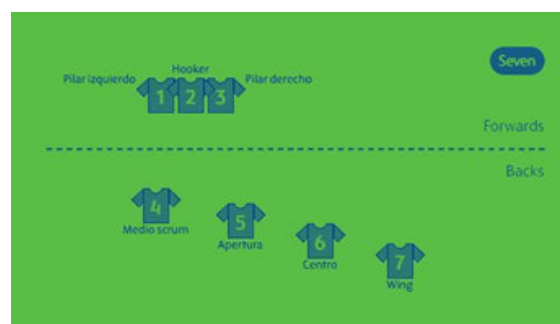 Seven
Hooker
Pilar izquierdo
Pilar derecho
1 2 3
Forwards
Backs
4
Medio scrum
5
Apertura
6
Centro
7
Wing